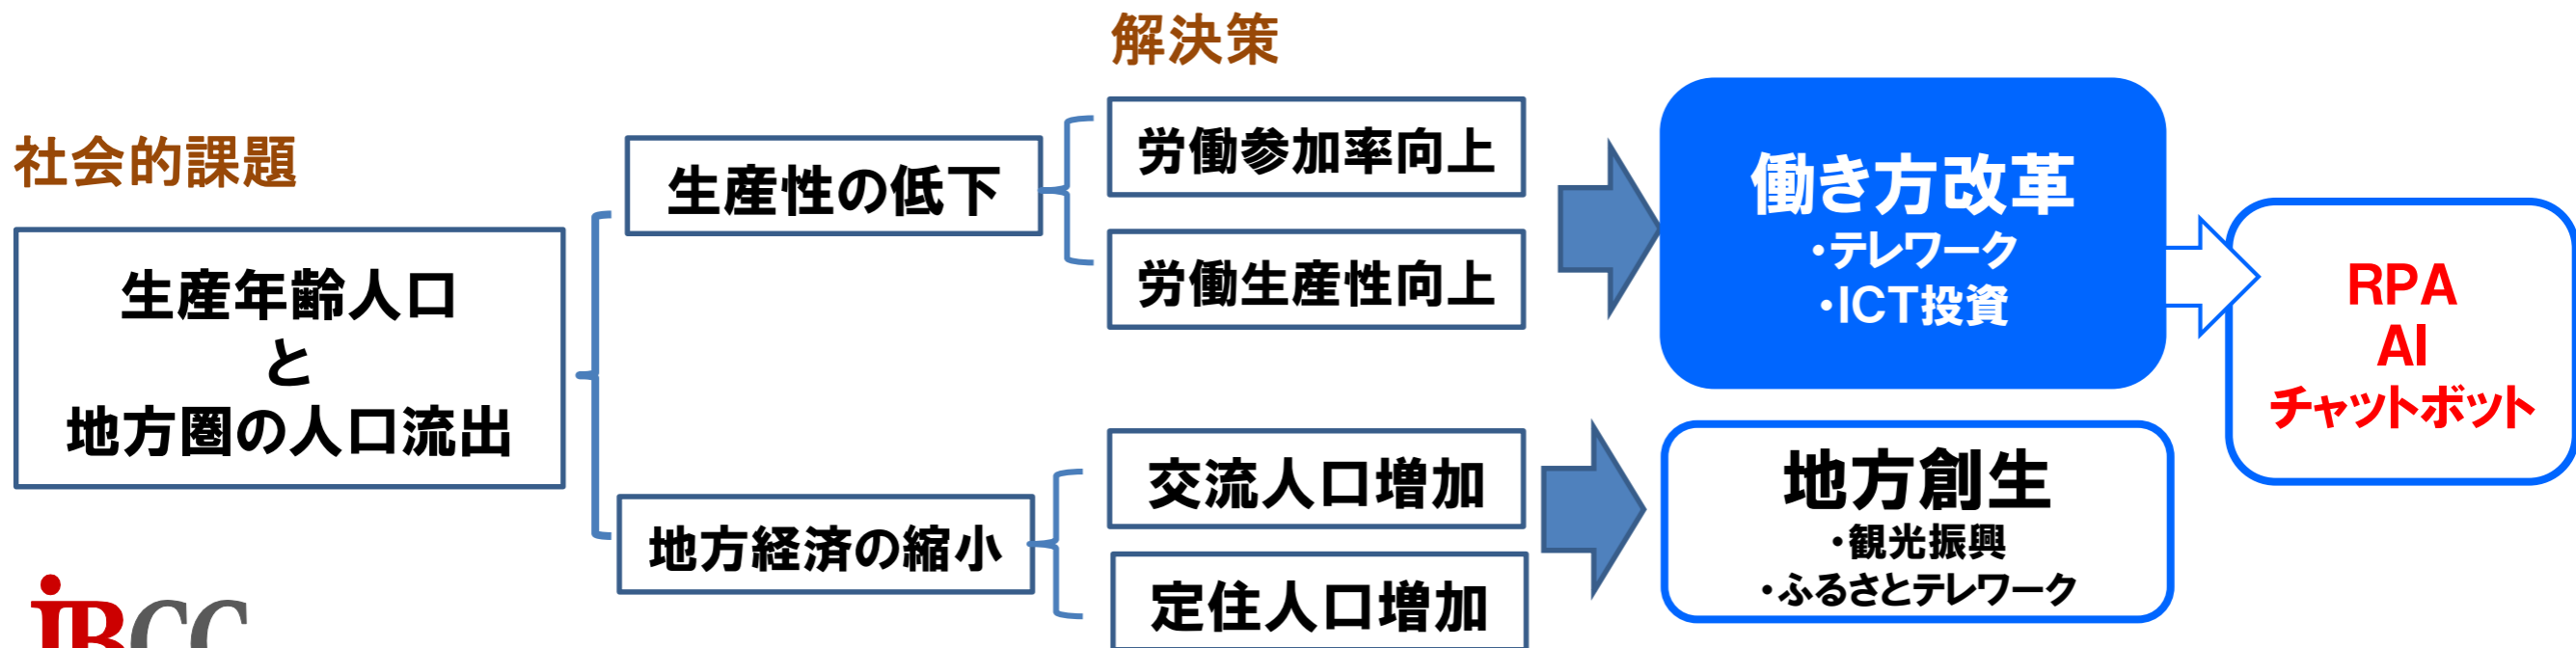 社会的課題
生産年齢人口
と
地方圏の人口流出
生産性の低下
地方経済の縮小
解決策
労働参加率向上
労働生産性向上
交流人口増加
定住人口増加
働き方改革
・テレワーク
・ICT投資
地方創生
・観光振興
・ふるさとテレワーク
RPA
AI
チャットボット